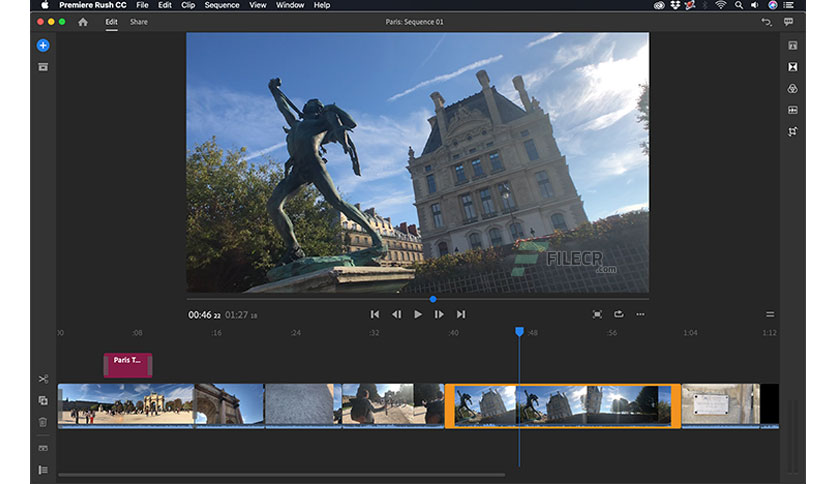 Premiere Rush CC File Edit Clip Sequence View Window Help
Edit Share Paris: Sequence 01
FILECR
.com
00:46 22 01:27 18
:00 :08 :16 :24 :32 :40 :48 :56 1:04 1:12
Paris T...